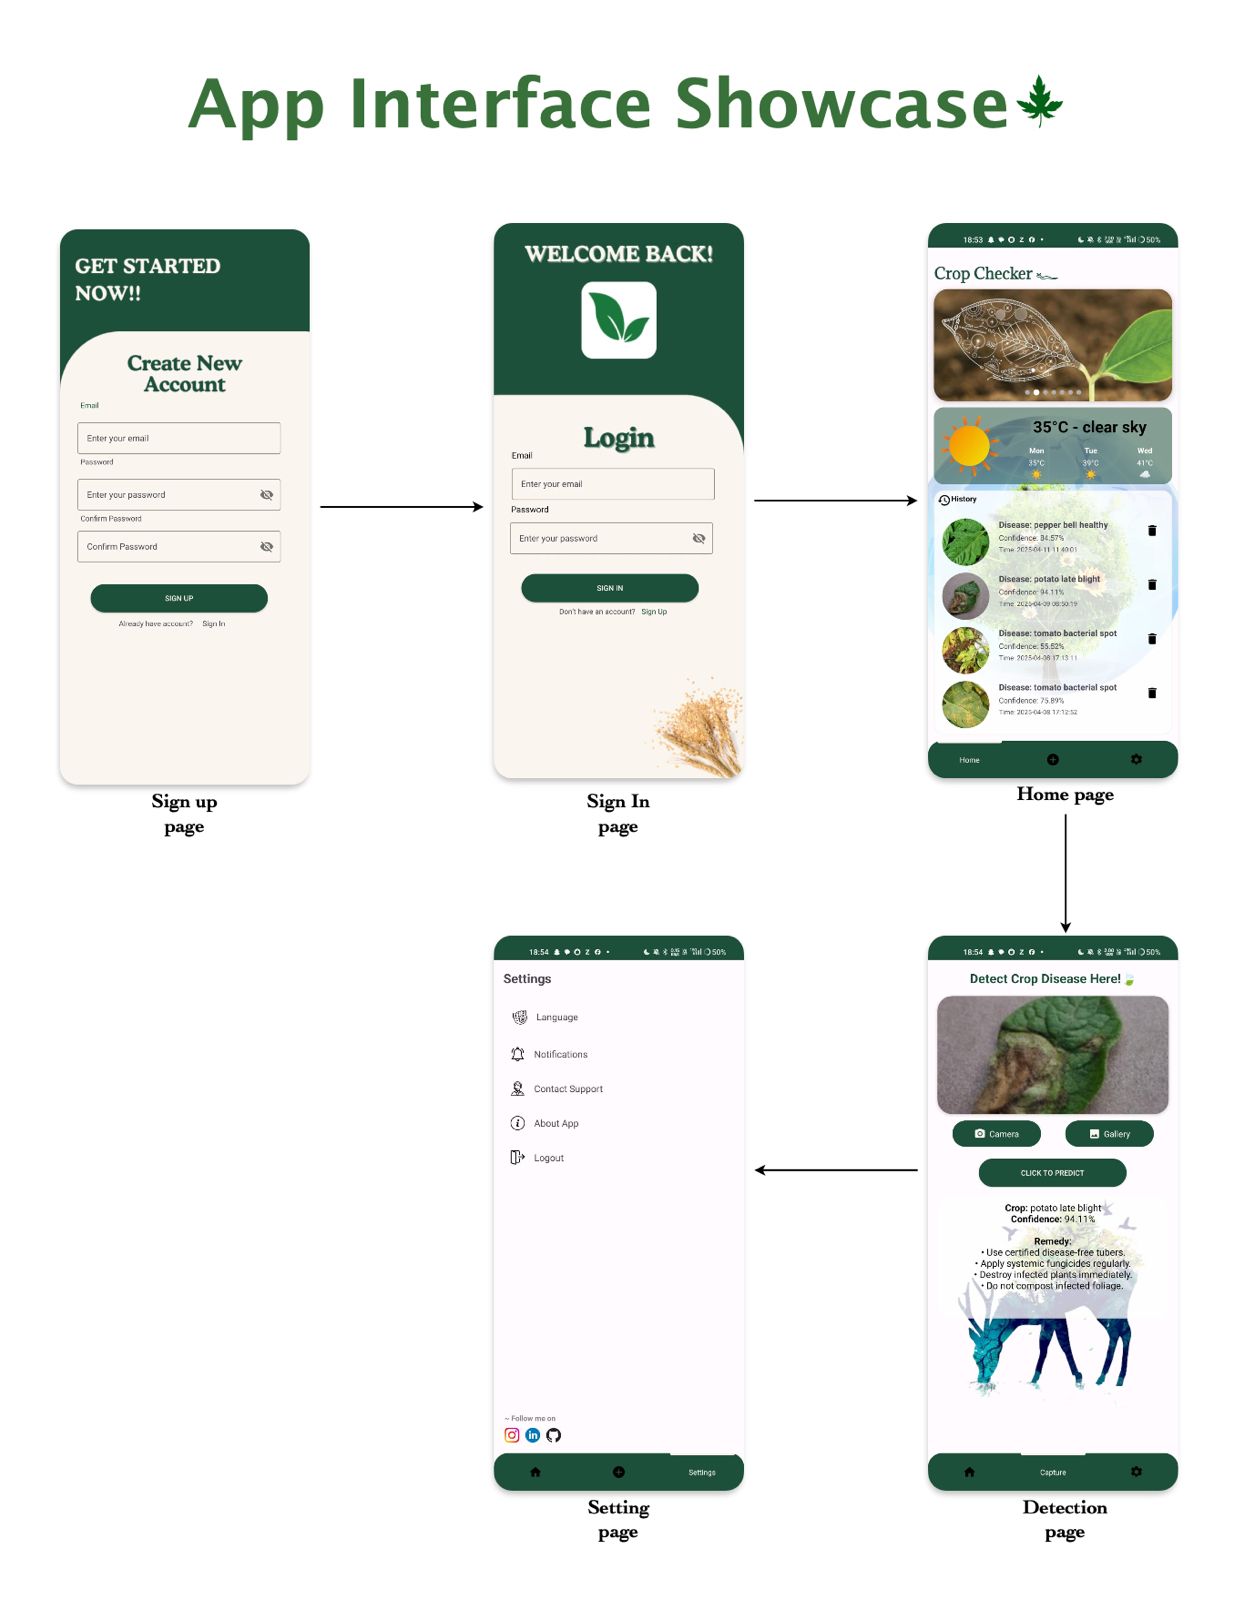 App Interface Showcase
GET STARTED
NOW!!
Create New
Account
Email
Enter your email
Password
Enter your password
Confirm Password
Confirm Password
SIGN UP
Already have account? Sign In
Sign up
page
WELCOME BACK!
Login
Email
Enter your email
Password
Enter your password
SIGN IN
Don't have an account? Sign Up
Sign In
page
18:53
50%
Crop Checker
35°C - clear sky
Mon Tue Wed
35°C 39°C 41°C
History
Disease: pepper bell healthy
Confidence: 84.57%
Time: 2025-04-11 11:40:01
Disease: potato late blight
Confidence: 94.11%
Time: 2025-04-09 08:50:19
Disease: tomato bacterial spot
Confidence: 55.52%
Time: 2025-04-08 17:13:11
Disease: tomato bacterial spot
Confidence: 75.89%
Time: 2025-04-08 17:12:52
Home
Home page
18:54
50%
Settings
Language
Notifications
Contact Support
About App
Logout
~ Follow me on
Settings
Setting
page
18:54
50%
Detect Crop Disease Here!
Camera
Gallery
CLICK TO PREDICT
Crop: potato late blight
Confidence: 94.11%
Remedy:
• Use certified disease-free tubers.
• Apply systemic fungicides regularly.
• Destroy infected plants immediately.
• Do not compost infected foliage.
Capture
Detection
page